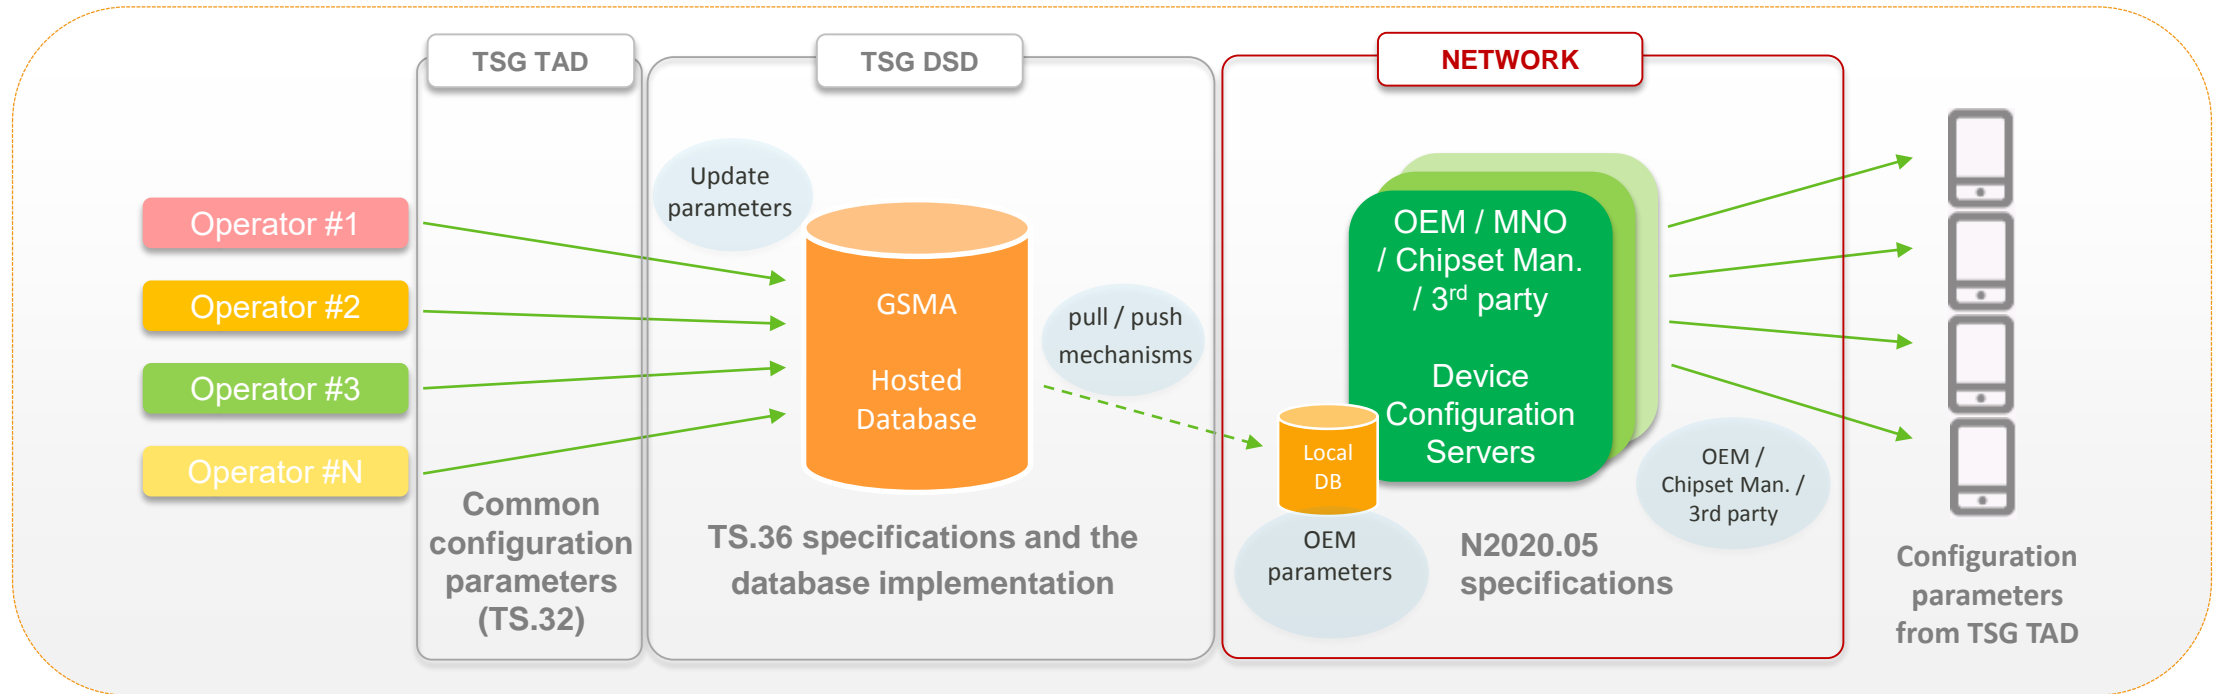 TSG TAD
TSG DSD
NETWORK
Operator #1
Operator #2
Operator #3
Operator #N
Common
configuration
parameters
(TS.32)
Update
parameters
GSMA
Hosted
Database
pull / push
mechanisms
TS.36 specifications and the
database implementation
OEM / MNO
/ Chipset Man.
/ 3rd party
Device
Configuration
Servers
Local
DB
OEM
parameters
N2020.05
specifications
OEM /
Chipset Man. /
3rd party
Configuration
parameters
from TSG TAD